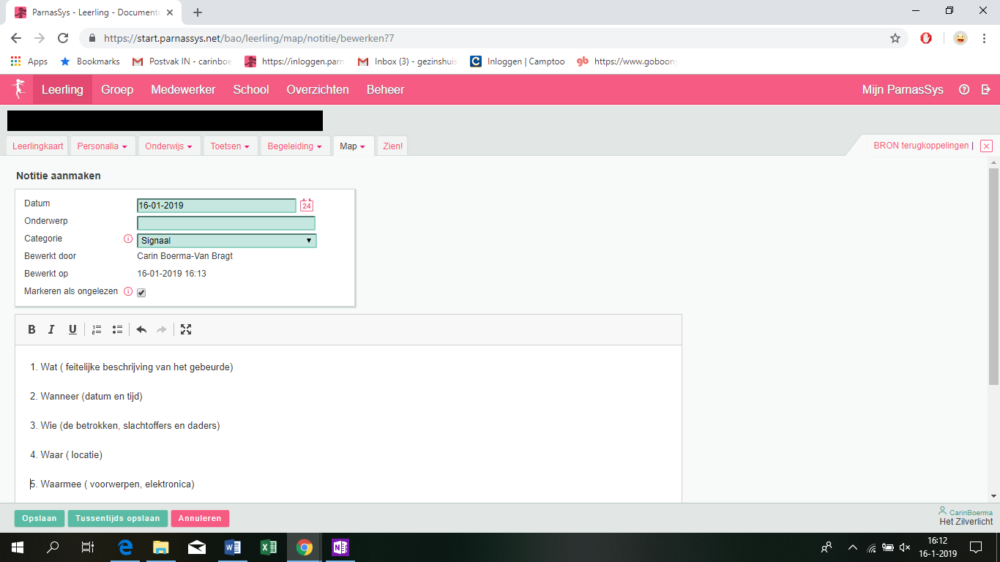 ParnasSys - Leerling - Documente
https://start.parnassys.net/bao/leerling/map/notitie/bewerken?7
Apps Bookmarks Postvak IN - carinboe https://inloggen.parn Inbox (3) - gezinshuis Inloggen | Camptoo https://www.goboony
Leerling Groep Medewerker School Overzichten Beheer Mijn ParnasSys
Leerlingkaart Personalia Onderwijs Toetsen Begeleiding Map Zien! BRON terugkoppelingen |
Notitie aanmaken
Datum 16-01-2019 24
Onderwerp
Categorie Signaal
Bewerkt door Carin Boerma-Van Bragt
Bewerkt op 16-01-2019 16:13
Markeren als ongelezen
B I U
1. Wat ( feitelijke beschrijving van het gebeurde)
2. Wanneer (datum en tijd)
3. Wie (de betrokken, slachtoffers en daders)
4. Waar ( locatie)
5. Waarmee ( voorwerpen, elektronica)
Opslaan Tussentijds opslaan Annuleren
CarinBoerma
Het Zilverlicht
16:12
16-1-2019